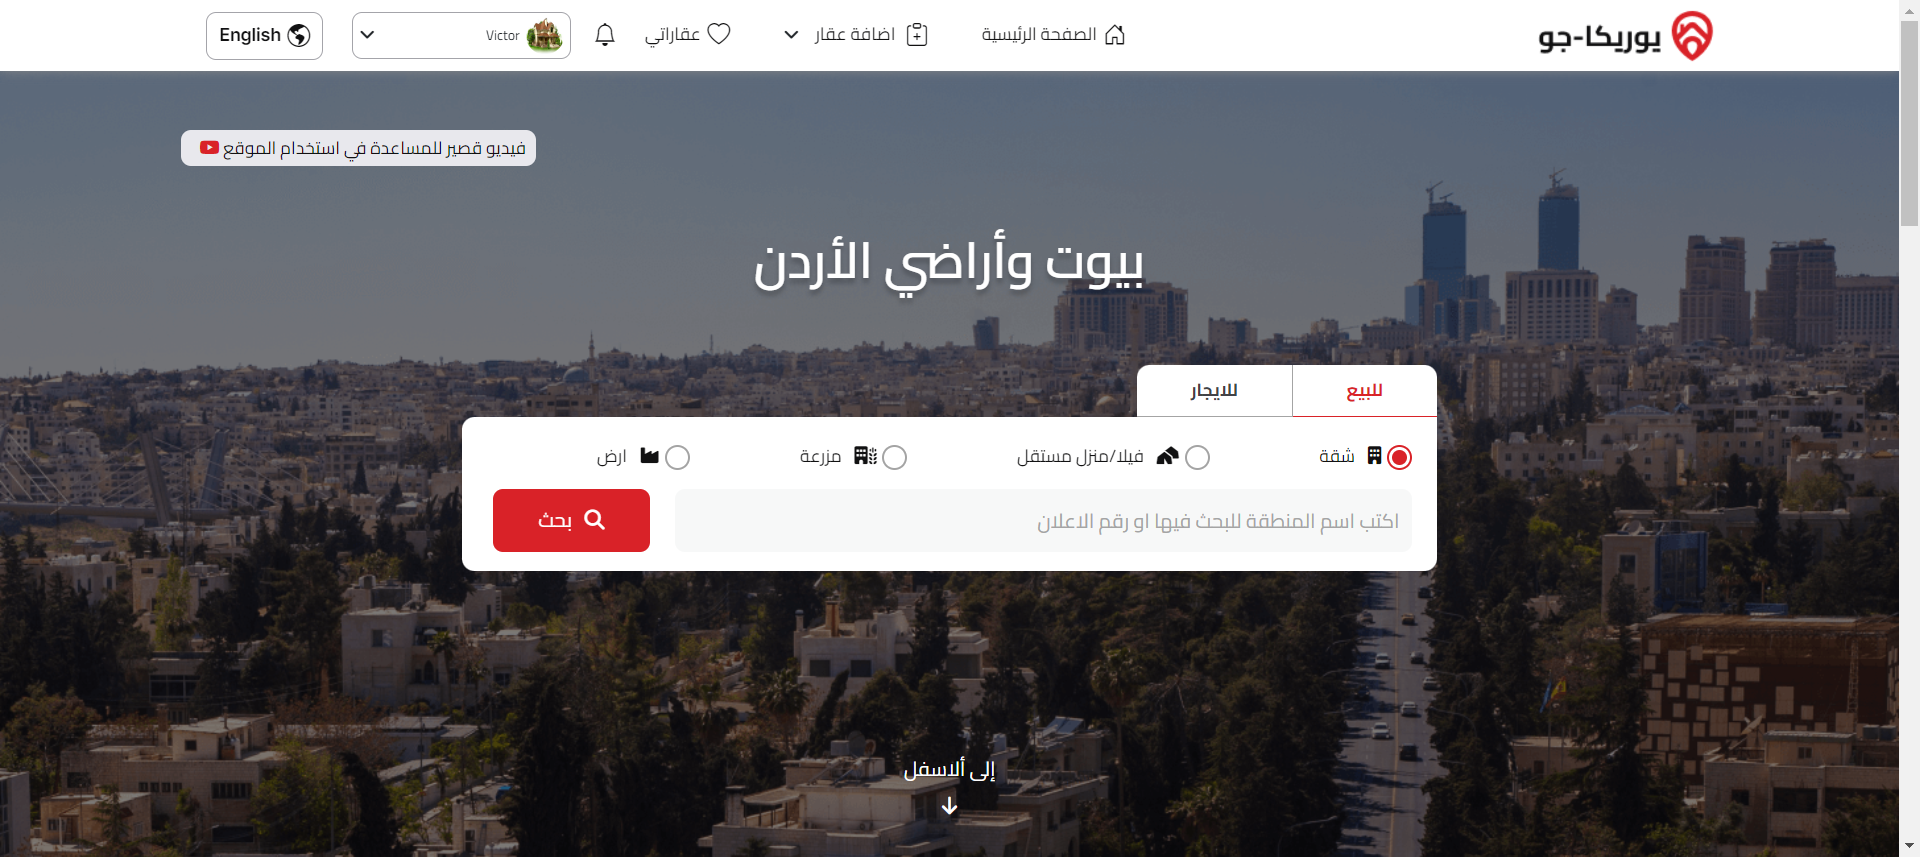 يوريكا-جو
الصفحة الرئيسية
اضافة عقار
عقاراتي
Victor
English
فيديو قصير للمساعدة في استخدام الموقع
بيوت وأراضي الأردن
للبيع
للايجار
شقة
فيلا/منزل مستقل
مزرعة
ارض
اكتب اسم المنطقة للبحث فيها او رقم الاعلان
بحث
إلى ألاسفل